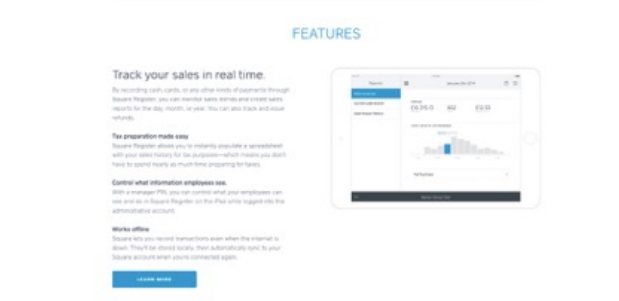 FEATURES
Track your sales in real time.
By recording cash, cards, or any other kinds of payments through
Square Register, you can monitor sales trends and create sales
reports for the day, month, or year. You can also track and issue
refunds.
Tax preparation made easy
Square Register allows you to instantly populate a spreadsheet
with your sales history for tax purposes—which means you don't
have to spend nearly as much time preparing for taxes.
Control what information employees see.
With a manager PIN, you can control what your employees can
see and do in Square Register on the iPad while logged into the
administrative account.
Works offline
Square lets you record transactions even when the internet is
down. They'll be stored locally, then automatically sync to your
Square account when you're connected again.
LEARN MORE